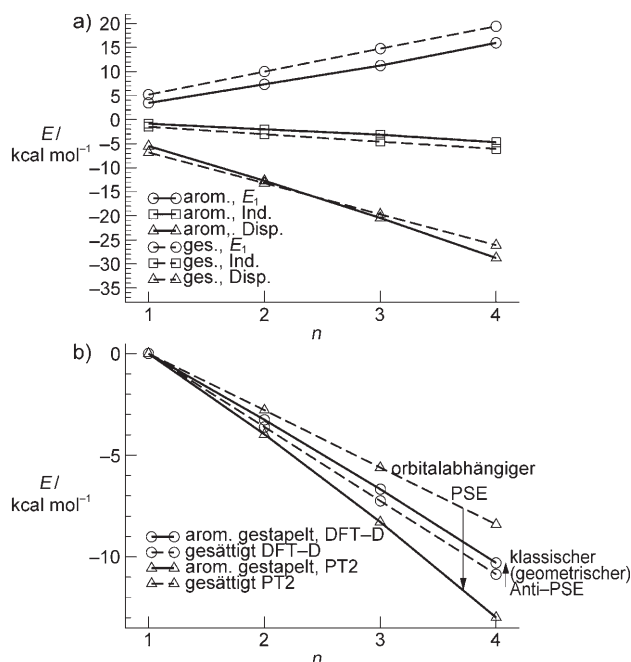 a)
20
15
10
5
0
−5
−10
−15
−20
−25
−30
−35
E /
kcal mol⁻¹
arom., E₁
arom., Ind.
arom,. Disp.
ges., E₁
ges., Ind.
ges., Disp.
1 2 3 4
n
b)
0
−5
−10
E /
kcal mol⁻¹
orbitalabhängiger
PSE
arom. gestapelt, DFT–D
gesättigt DFT–D
arom. gestapelt, PT2
gesättigt PT2
klassischer
(geometrischer)
Anti–PSE
1 2 3 4
n